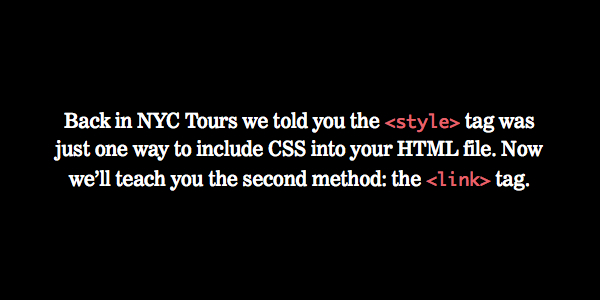 Back in NYC Tours we told you the <style> tag was
just one way to include CSS into your HTML file. Now
we’ll teach you the second method: the <link> tag.